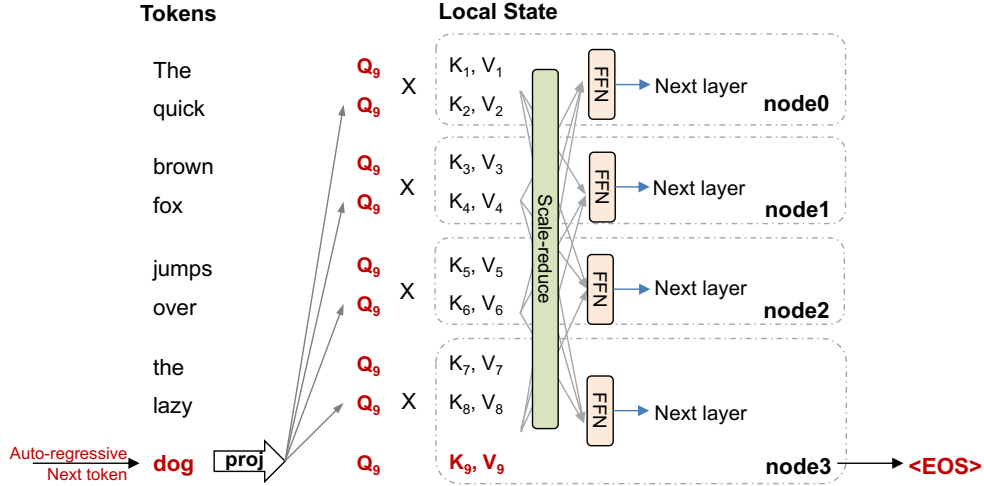 Tokens
Local State
The Q₉ K₁, V₁
quick Q₉ X K₂, V₂ FFN Next layer node0
brown Q₉ K₃, V₃
fox Q₉ X K₄, V₄ FFN Next layer node1
Scale-reduce
jumps Q₉ K₅, V₅
over Q₉ X K₆, V₆ FFN Next layer node2
the Q₉ K₇, V₇
lazy Q₉ X K₈, V₈ FFN Next layer
Auto-regressive
Next token
dog proj Q₉ K₉, V₉ node3 <EOS>